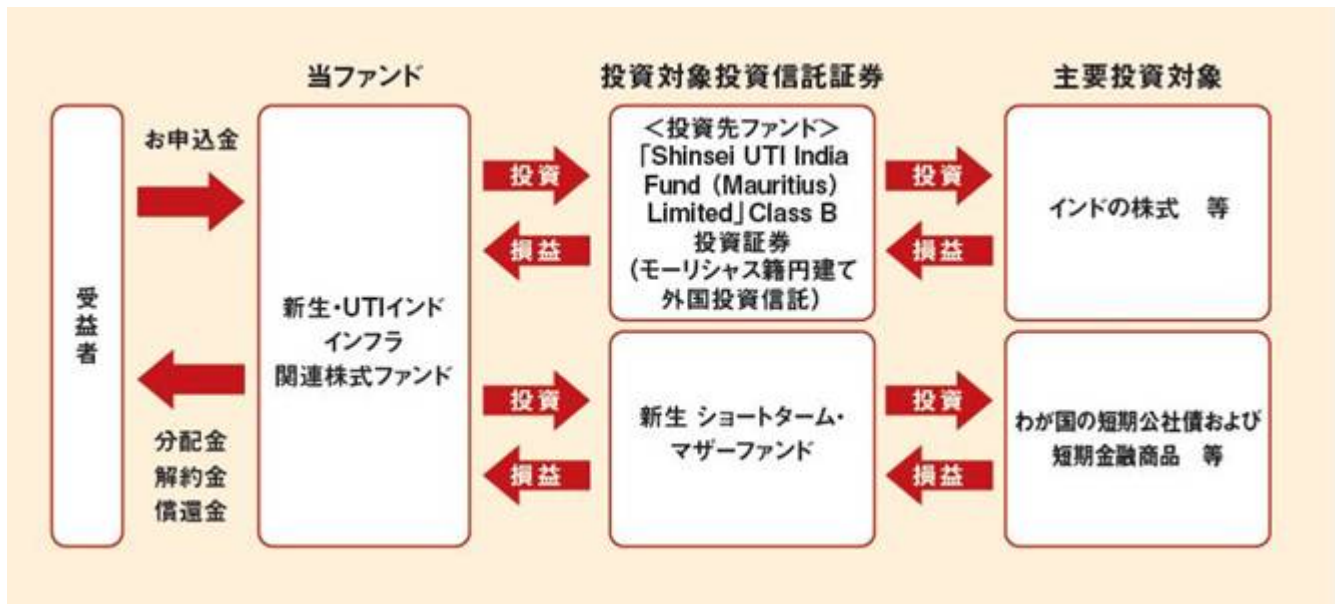 当ファンド
投資対象投資信託証券
主要投資対象
受益者
お申込金
分配金
解約金
償還金
新生・UTIインド
インフラ
関連株式ファンド
投資
損益
投資
損益
＜投資先ファンド＞
「Shinsei UTI India
Fund (Mauritius)
Limited」Class B
投資証券
(モーリシャス籍円建て
外国投資信託)
新生 ショートターム・
マザーファンド
投資
損益
投資
損益
インドの株式　等
わが国の短期公社債および
短期金融商品　等